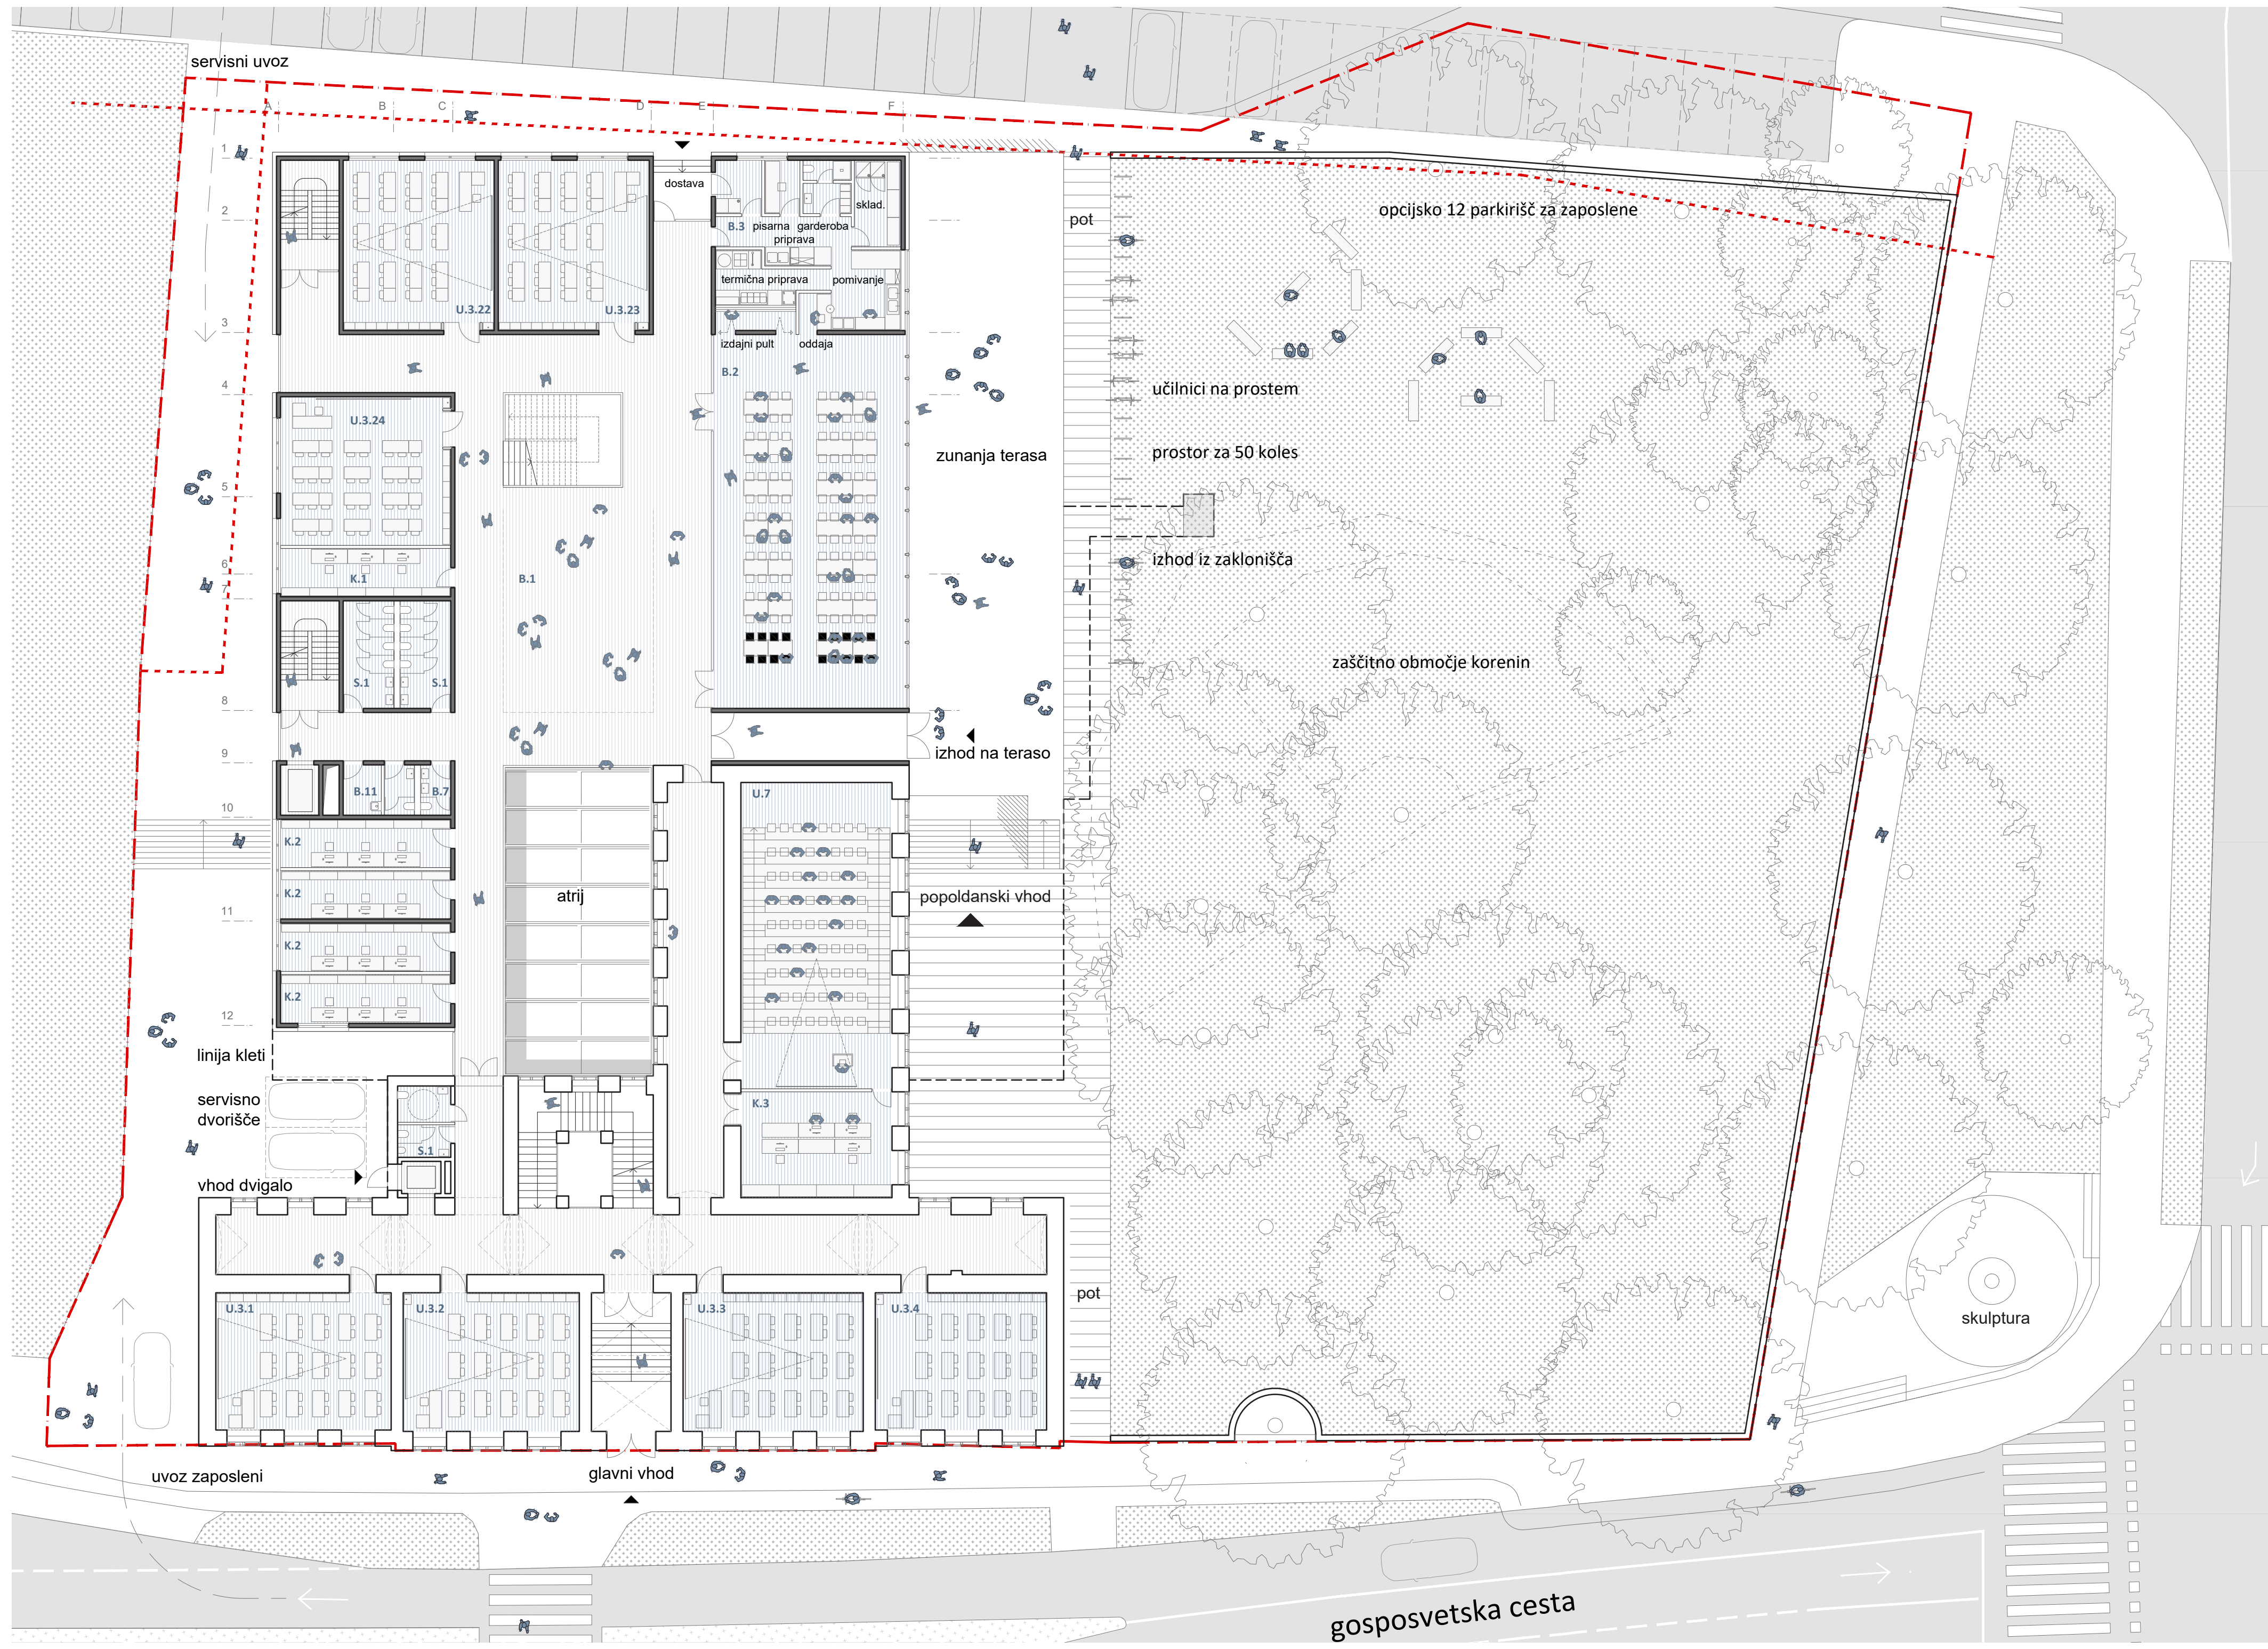 servisni uvoz
A
B
C
D
E
F
1
2
3
4
5
6
7
8
9
10
11
12
dostava
sklad.
B.3
pisarna
garderoba
priprava
termična priprava
pomivanje
U.3.22
U.3.23
izdajni pult
oddaja
B.2
pot
opcijsko 12 parkirišč za zaposlene
učilnici na prostem
U.3.24
zunanja terasa
prostor za 50 koles
izhod iz zaklonišča
K.1
B.1
zaščitno območje korenin
S.1
S.1
izhod na teraso
B.11
B.7
U.7
K.2
K.2
K.2
K.2
atrij
popoldanski vhod
linija kleti
servisno
dvorišče
K.3
S.1
vhod dvigalo
pot
U.3.1
U.3.2
U.3.3
U.3.4
skulptura
uvoz zaposleni
glavni vhod
gosposvetska cesta